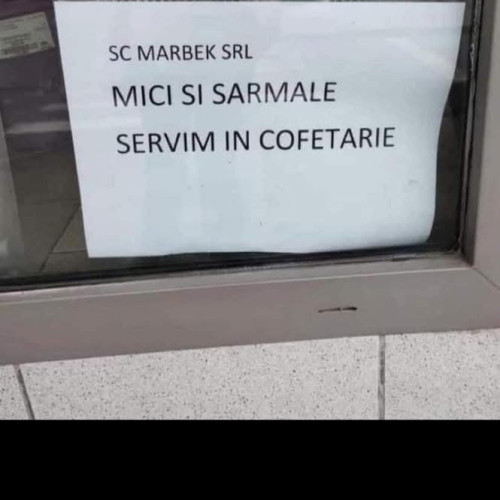 SC MARBEK SRL
MICI SI SARMALE
SERVIM IN COFETARIE